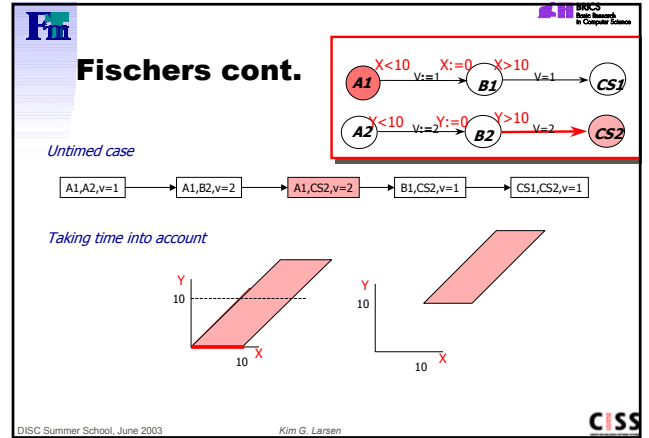 BRICS
Basic Research
in Computer Science
Fm
Fischers cont.
X<10 X:=0 X>10
A1 V:=1 B1 V=1 CS1
Y<10 Y:=0 Y>10
A2 V:=2 B2 V=2 CS2
Untimed case
A1,A2,v=1 A1,B2,v=2 A1,CS2,v=2 B1,CS2,v=1 CS1,CS2,v=1
Taking time into account
Y
10
10 X
Y
10
10 X
DISC Summer School, June 2003 Kim G. Larsen
CISS